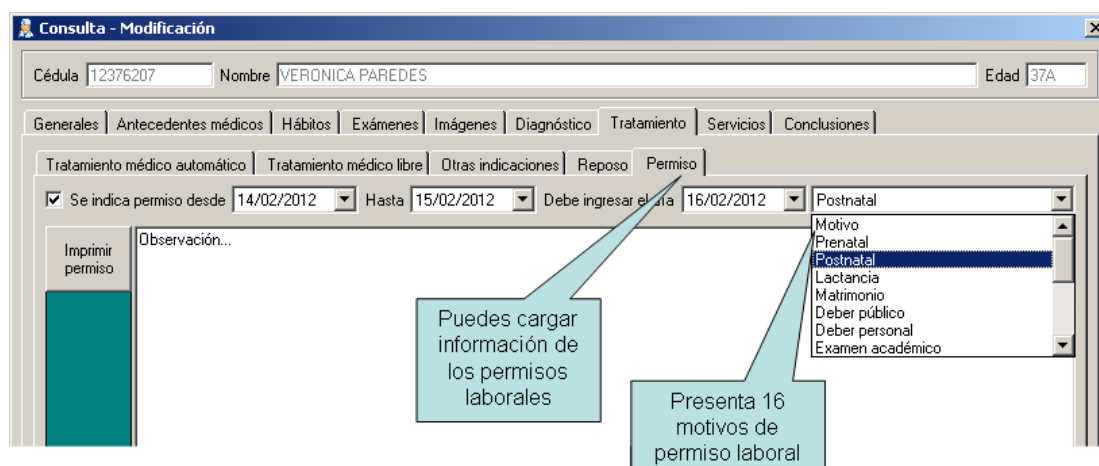 Consulta - Modificación
Cédula 12376207 Nombre VERONICA PAREDES Edad 37A
Generales Antecedentes médicos Hábitos Exámenes Imágenes Diagnóstico Tratamiento Servicios Conclusiones
Tratamiento médico automático Tratamiento médico libre Otras indicaciones Reposo Permiso
Se indica permiso desde 14/02/2012 Hasta 15/02/2012 Debe ingresar el día 16/02/2012 Postnatal
Imprimir
permiso
Observación...
Motivo
Prenatal
Postnatal
Lactancia
Matrimonio
Deber público
Deber personal
Examen académico
Puedes cargar
información de
los permisos
laborales
Presenta 16
motivos de
permiso laboral